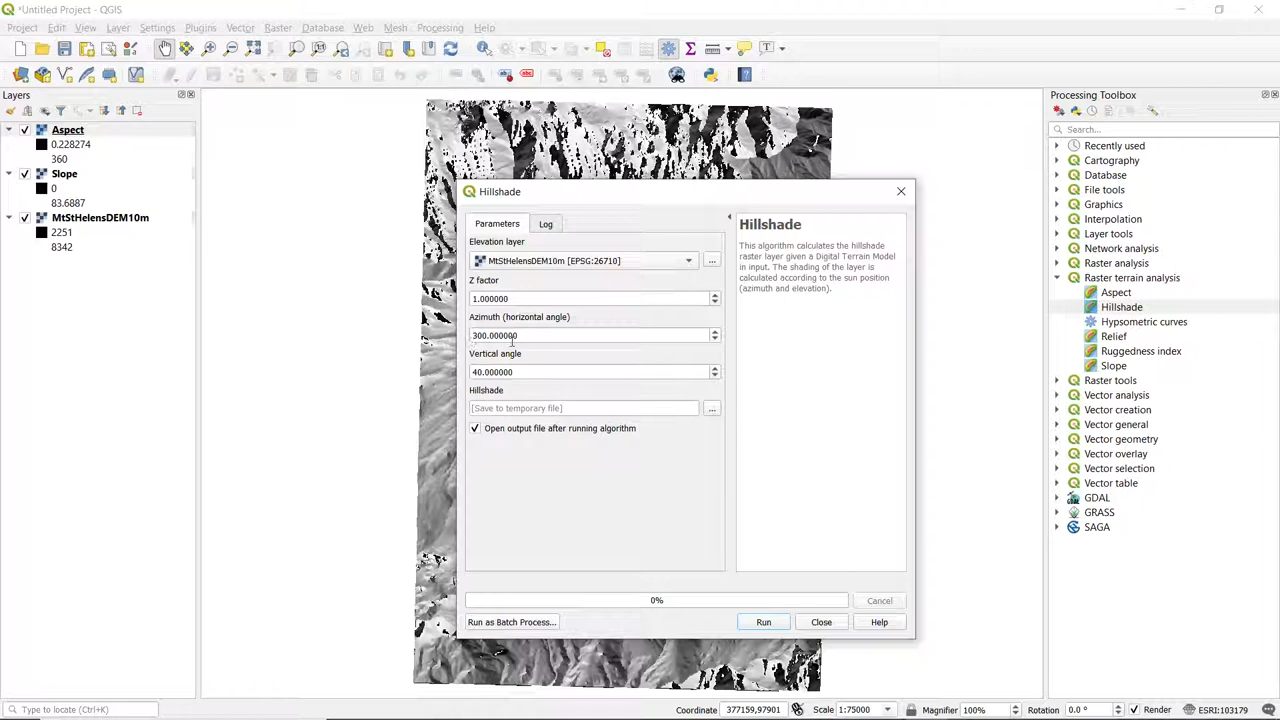 *Untitled Project - QGIS
Project Edit View Layer Settings Plugins Vector Raster Database Web Mesh Processing Help
Layers
Aspect
0.228274
360
Slope
0
83.6887
MtStHelensDEM10m
2251
8342
Hillshade
Parameters Log
Elevation layer
MtStHelensDEM10m [EPSG:26710]
...
Z factor
1.000000
Azimuth (horizontal angle)
300.000000
Vertical angle
40.000000
Hillshade
[Save to temporary file]
...
Open output file after running algorithm
Hillshade
This algorithm calculates the hillshade
raster layer given a Digital Terrain Model
in input. The shading of the layer is
calculated according to the sun position
(azimuth and elevation).
0%
Cancel
Run as Batch Process...
Run
Close
Help
Processing Toolbox
Search...
Recently used
Cartography
Database
File tools
Graphics
Interpolation
Layer tools
Network analysis
Raster analysis
Raster terrain analysis
Aspect
Hillshade
Hypsometric curves
Relief
Ruggedness index
Slope
Raster tools
Vector analysis
Vector creation
Vector general
Vector geometry
Vector overlay
Vector selection
Vector table
GDAL
GRASS
SAGA
Type to locate (Ctrl+K)
Coordinate 377159,97901 Scale 1:75000 Magnifier 100% Rotation 0.0 ° Render ESRI:103179